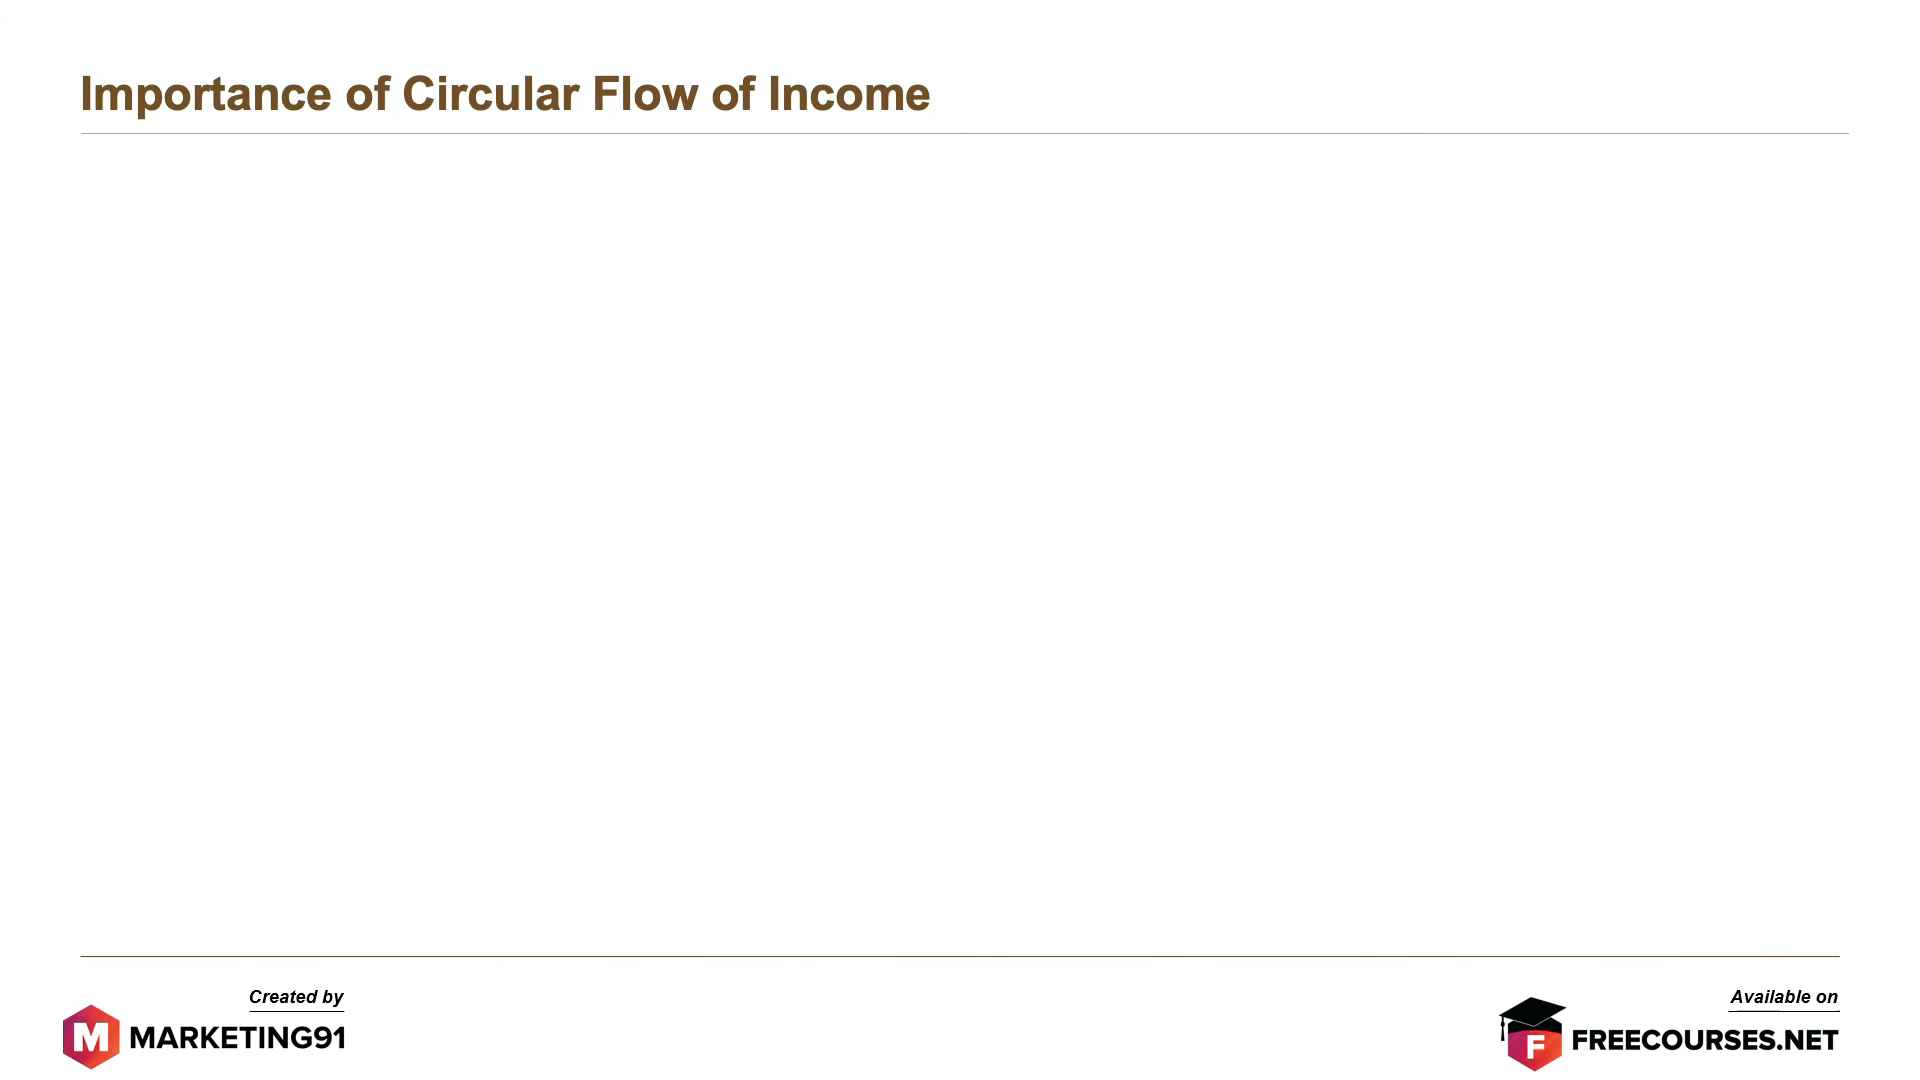 Importance of Circular Flow of Income
Created by
M MARKETING91
Available on
F FREECOURSES.NET